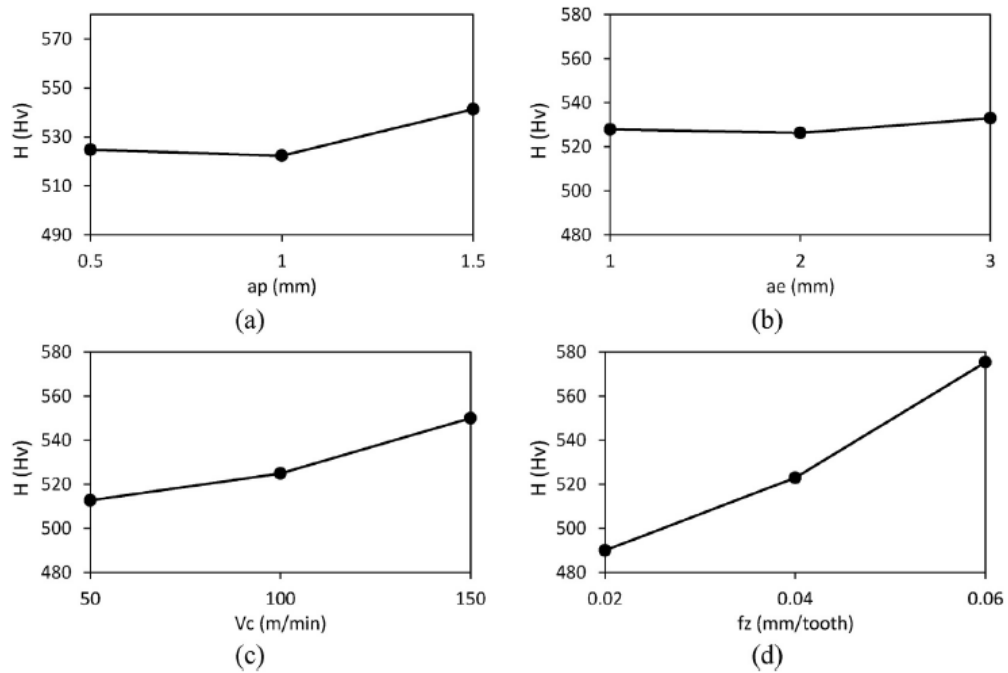 570
550
530
510
490
H (Hv)
0.5 1 1.5
ap (mm)
(a)
580
560
540
520
500
480
H (Hv)
1 2 3
ae (mm)
(b)
580
560
540
520
500
480
H (Hv)
50 100 150
Vc (m/min)
(c)
580
560
540
520
500
480
H (Hv)
0.02 0.04 0.06
fz (mm/tooth)
(d)